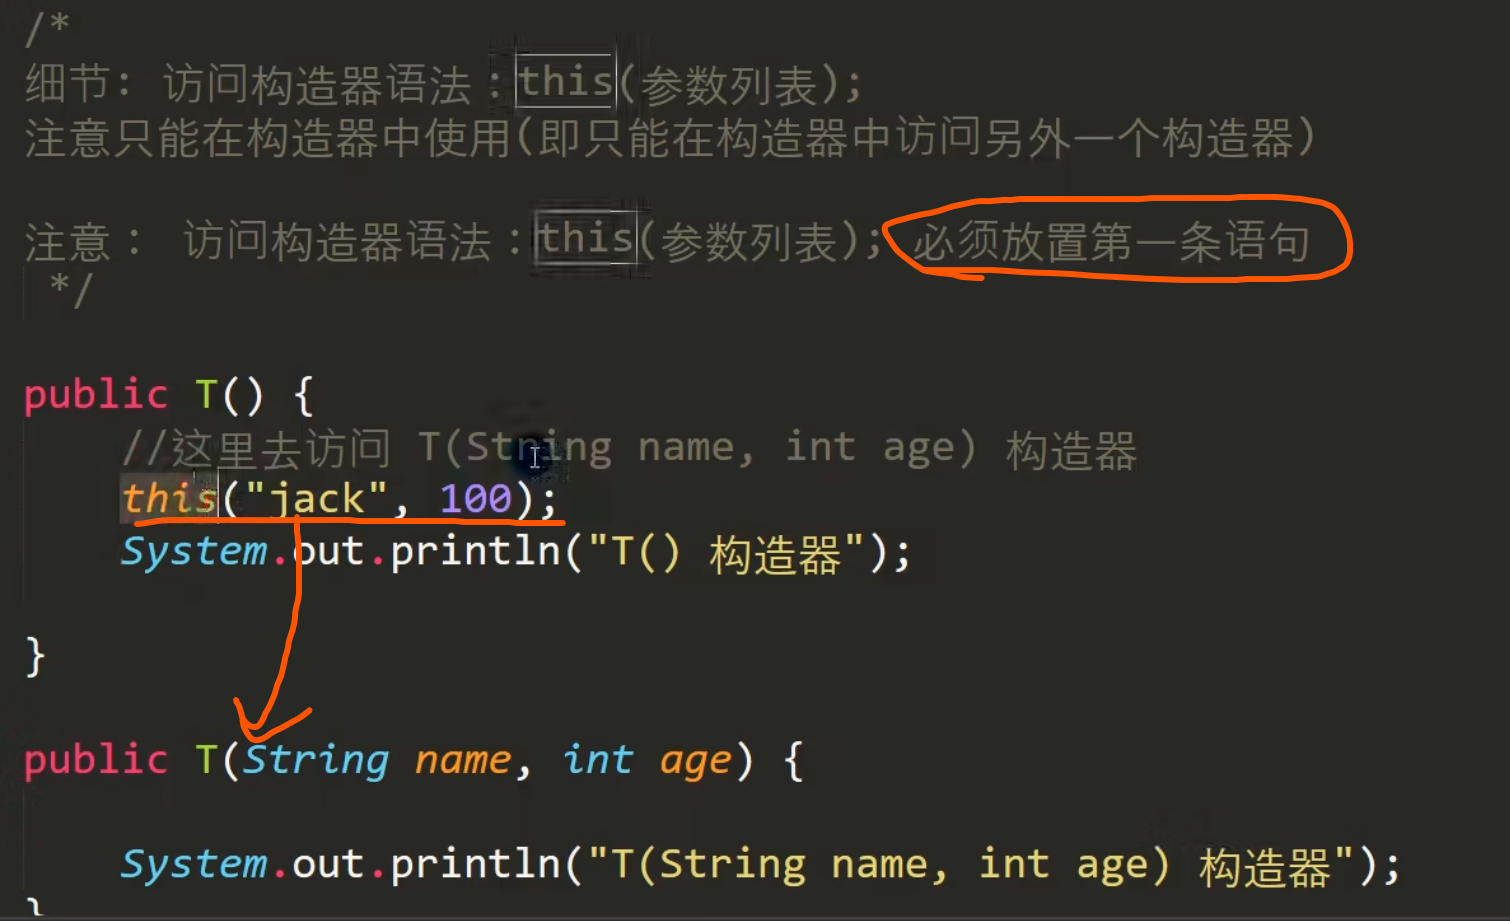 /*
细节: 访问构造器语法：this(参数列表);
注意只能在构造器中使用(即只能在构造器中访问另外一个构造器)
注意： 访问构造器语法：this(参数列表); 必须放置第一条语句
*/
public T() {
//这里去访问 T(String name, int age) 构造器
this("jack", 100);
System.out.println("T() 构造器");
}
public T(String name, int age) {
System.out.println("T(String name, int age) 构造器");
}